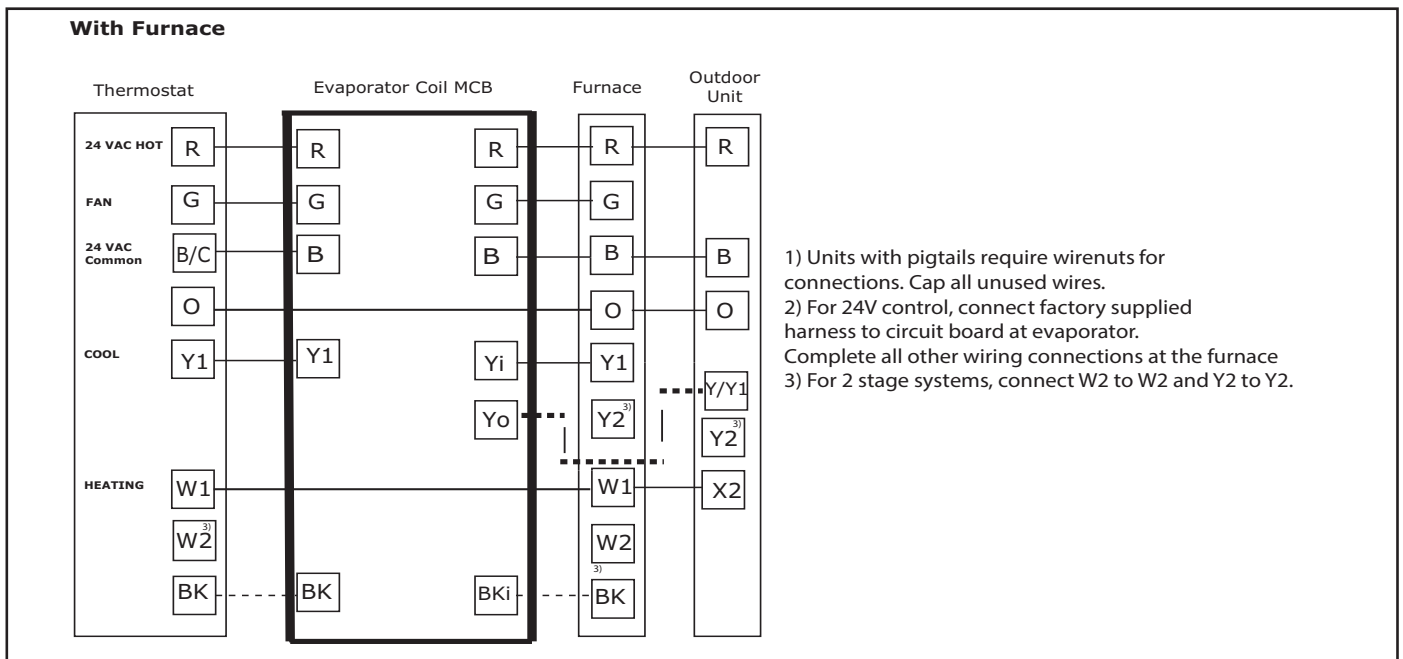 With Furnace
Thermostat Evaporator Coil MCB Furnace Outdoor
Unit
24 VAC HOT R R R R R
FAN G G G G
24 VAC
Common B/C B B B B
O O O
COOL Y1 Y1 Yi Y1 Y/Y1
Yo Y2 3) Y2 3)
HEATING W1 W1 X2
W2 3) W2
3)
BK BK BKi BK
1) Units with pigtails require wirenuts for
connections. Cap all unused wires.
2) For 24V control, connect factory supplied
harness to circuit board at evaporator.
Complete all other wiring connections at the furnace
3) For 2 stage systems, connect W2 to W2 and Y2 to Y2.